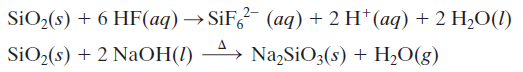 SiO₂(s) + 6 HF(aq) → SiF₆²⁻ (aq) + 2 H⁺(aq) + 2 H₂O(l)
SiO₂(s) + 2 NaOH(l) —Δ→ Na₂SiO₃(s) + H₂O(g)